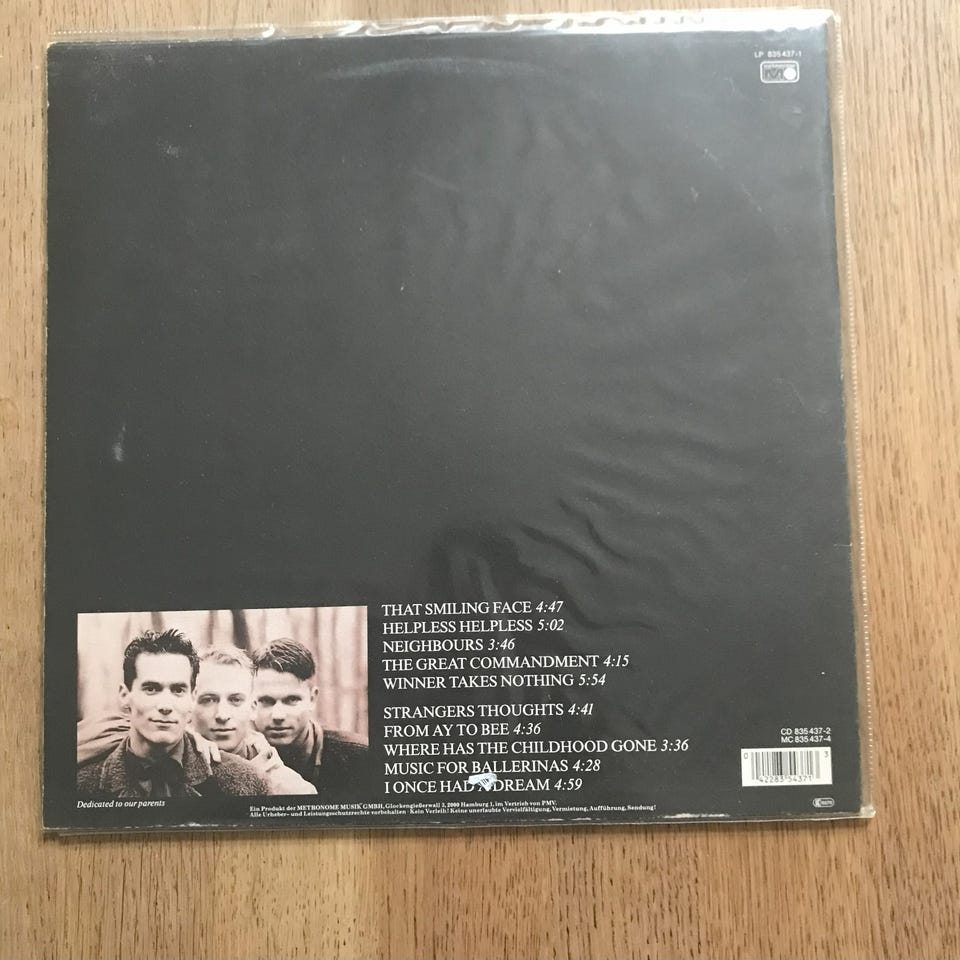 LP 835 437-1
THAT SMILING FACE 4:47
HELPLESS HELPLESS 5:02
NEIGHBOURS 3:46
THE GREAT COMMANDMENT 4:15
WINNER TAKES NOTHING 5:54
STRANGERS THOUGHTS 4:41
FROM AY TO BEE 4:36
WHERE HAS THE CHILDHOOD GONE 3:36
MUSIC FOR BALLERINAS 4:28
I ONCE HAD A DREAM 4:59
CD 835 437-2
MC 835 437-4
0 42283 54371 3
Dedicated to our parents
Ein Produkt der METRONOME MUSIK GMBH, Glockengießerwall 3, 2000 Hamburg 1, im Vertrieb von PMV.
Alle Urheber- und Leistungsschutzrechte vorbehalten · Kein Verleih! Keine unerlaubte Vervielfältigung, Vermietung, Aufführung, Sendung!